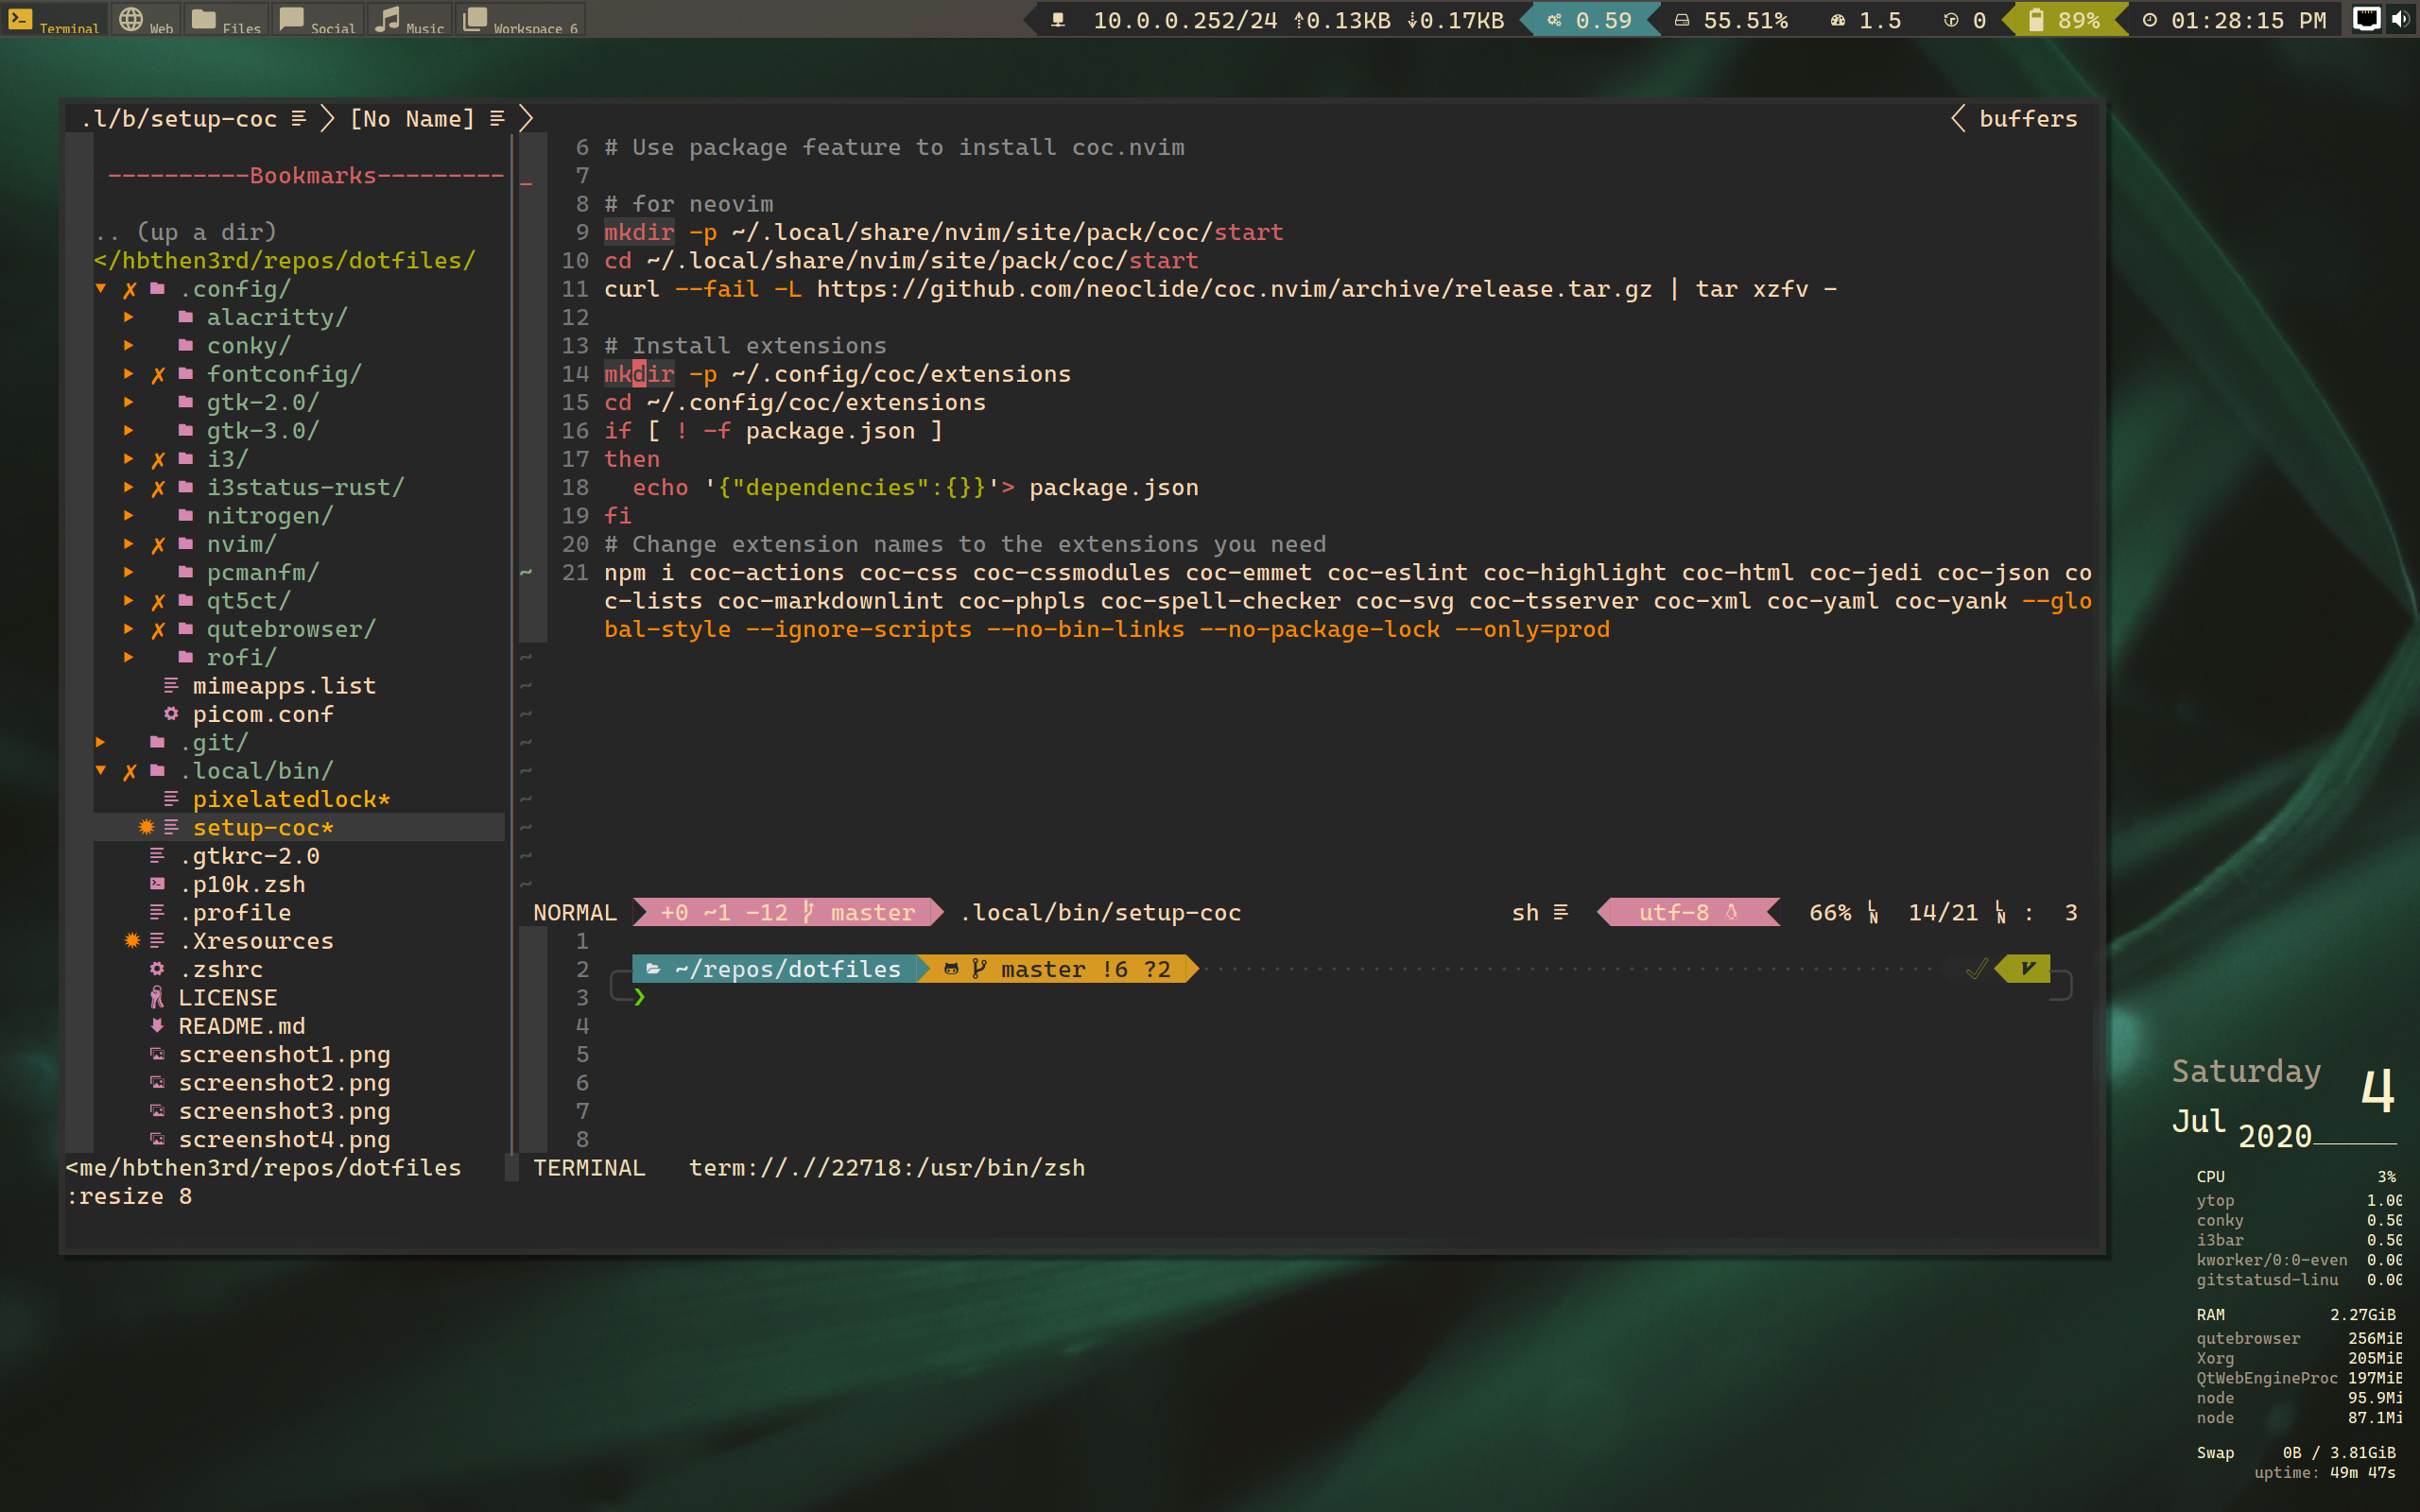 Terminal Web Files Social Music Workspace 6
10.0.0.252/24 ⇡0.13KB ⇣0.17KB 0.59 55.51% 1.5 0 89% 01:28:15 PM
.l/b/setup-coc [No Name] buffers
----------Bookmarks---------
.. (up a dir)
</hbthen3rd/repos/dotfiles/
▾ ✗ .config/
▸ alacritty/
▸ conky/
▸ ✗ fontconfig/
▸ gtk-2.0/
▸ gtk-3.0/
▸ ✗ i3/
▸ ✗ i3status-rust/
▸ nitrogen/
▸ ✗ nvim/
▸ pcmanfm/
▸ ✗ qt5ct/
▸ ✗ qutebrowser/
▸ rofi/
mimeapps.list
picom.conf
▸ .git/
▾ ✗ .local/bin/
pixelatedlock*
✹ setup-coc*
.gtkrc-2.0
.p10k.zsh
.profile
✹ .Xresources
.zshrc
LICENSE
README.md
screenshot1.png
screenshot2.png
screenshot3.png
screenshot4.png
<me/hbthen3rd/repos/dotfiles
:resize 8
6 # Use package feature to install coc.nvim
_ 7
8 # for neovim
9 mkdir -p ~/.local/share/nvim/site/pack/coc/start
10 cd ~/.local/share/nvim/site/pack/coc/start
11 curl --fail -L https://github.com/neoclide/coc.nvim/archive/release.tar.gz | tar xzfv -
12
13 # Install extensions
14 mkdir -p ~/.config/coc/extensions
15 cd ~/.config/coc/extensions
16 if [ ! -f package.json ]
17 then
18   echo '{"dependencies":{}}'> package.json
19 fi
20 # Change extension names to the extensions you need
~ 21 npm i coc-actions coc-css coc-cssmodules coc-emmet coc-eslint coc-highlight coc-html coc-jedi coc-json co
c-lists coc-markdownlint coc-phpls coc-spell-checker coc-svg coc-tsserver coc-xml coc-yaml coc-yank --glo
bal-style --ignore-scripts --no-bin-links --no-package-lock --only=prod
~
~
~
~
~
~
~
~
~
NORMAL +0 ~1 -12 master .local/bin/setup-coc sh utf-8 66% LN 14/21 LN : 3
1
2 ~/repos/dotfiles master !6 ?2 ✓ V
3 ❯
4
5
6
7
8
TERMINAL term://.//22718:/usr/bin/zsh
Saturday 4
Jul 2020
CPU 3%
ytop 1.00
conky 0.50
i3bar 0.50
kworker/0:0-even 0.00
gitstatusd-linu 0.00
RAM 2.27GiB
qutebrowser 256MiB
Xorg 205MiB
QtWebEngineProc 197MiB
node 95.9Mi
node 87.1Mi
Swap 0B / 3.81GiB
uptime: 49m 47s